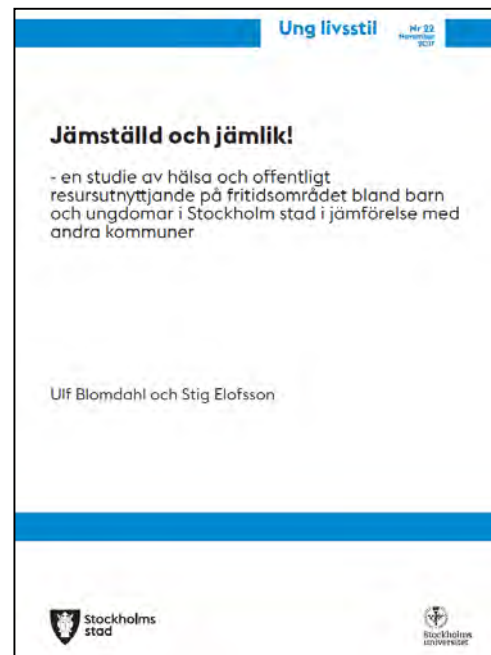 Ung livsstil
Nr 22
November
2017
Jämställd och jämlik!
- en studie av hälsa och offentligt
resursutnyttjande på fritidsområdet bland barn
och ungdomar i Stockholm stad i jämförelse med
andra kommuner
Ulf Blomdahl och Stig Elofsson
Stockholms
stad
Stockholms
universitet